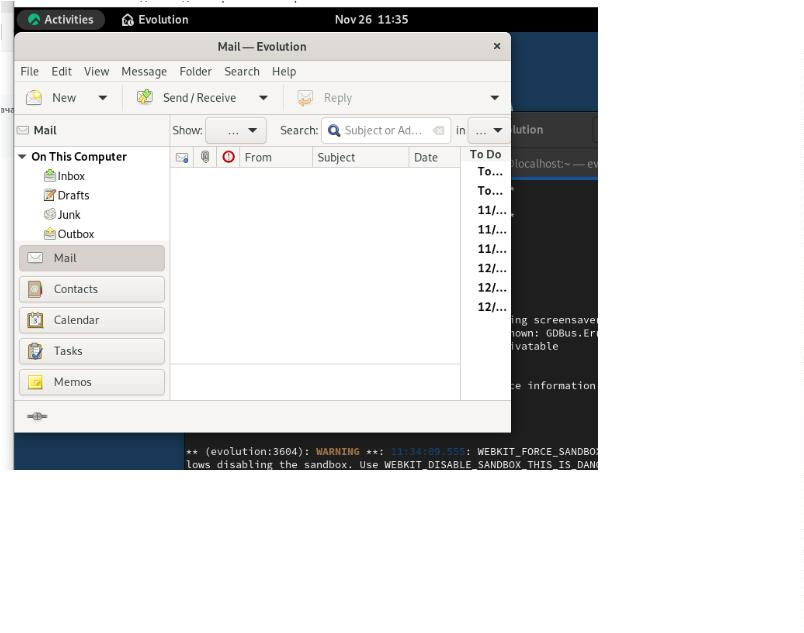 Activities Evolution Nov 26 11:35
Mail — Evolution ×
File Edit View Message Folder Search Help
New Send / Receive Reply
Mail Show: ... Search: Subject or Ad... in ...
On This Computer From Subject Date To Do
Inbox
Drafts
Junk
Outbox
Mail
Contacts
Calendar
Tasks
Memos
To...
To...
11/...
11/...
11/...
12/...
12/...
12/...
lution
@localhost:~ — ev
ing screensaver
nown: GDBus.Err
ivatable
ce information
** (evolution:3604): WARNING **: 11:34:09.555: WEBKIT_FORCE_SANDBOX
lows disabling the sandbox. Use WEBKIT_DISABLE_SANDBOX_THIS_IS_DANG